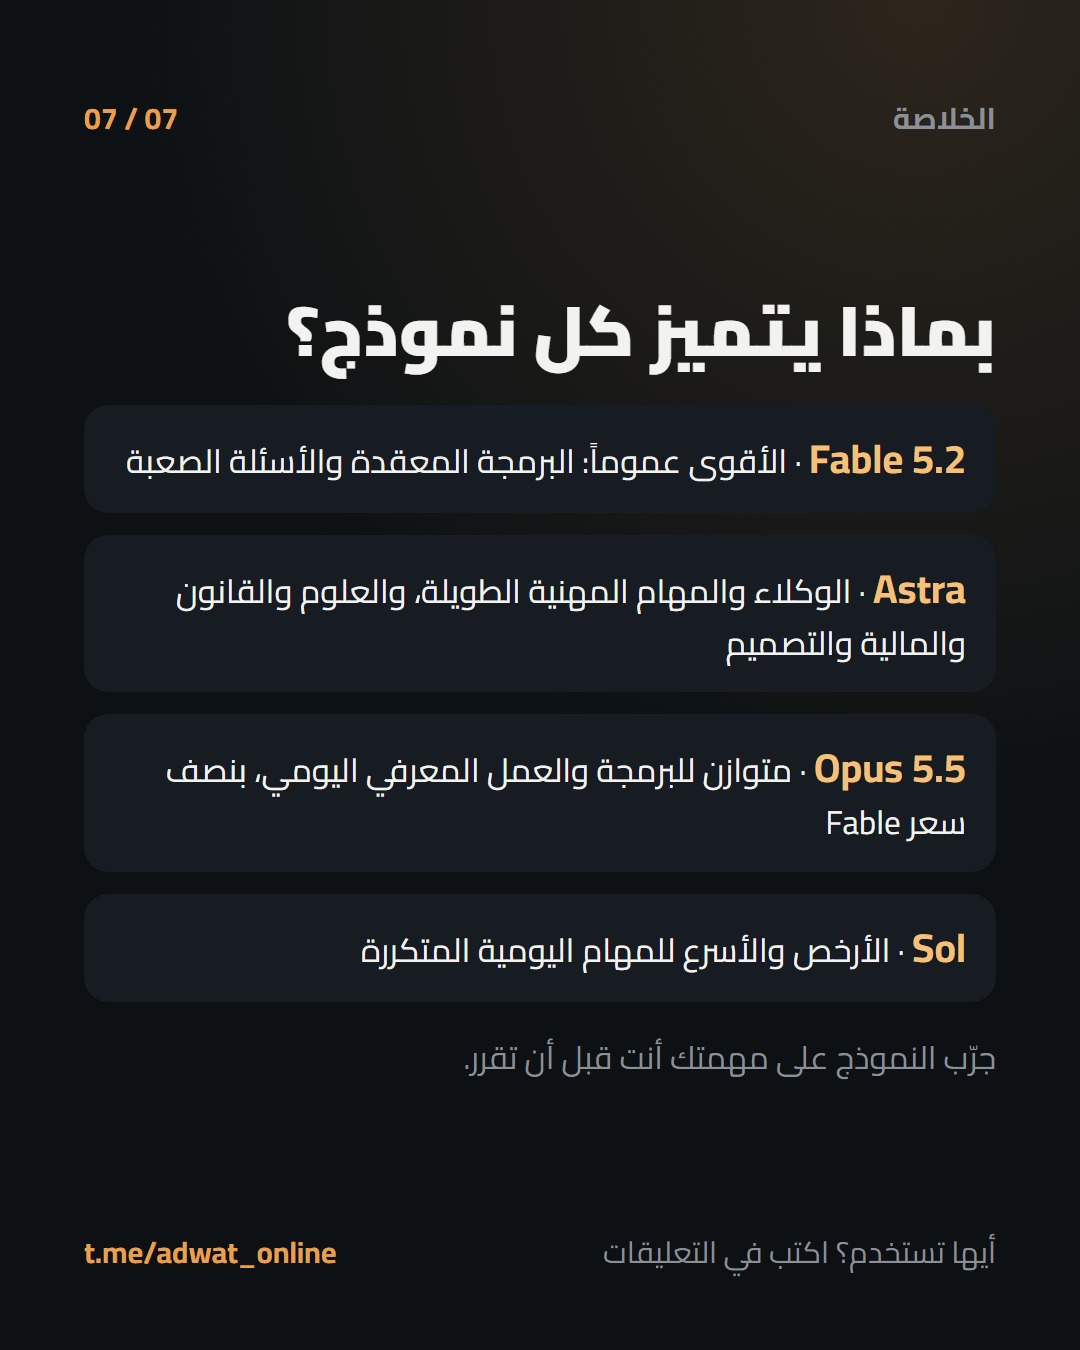 الخلاصة
07 / 07
بماذا يتميز كل نموذج؟
Fable 5.2 · الأقوى عموماً: البرمجة المعقدة والأسئلة الصعبة
Astra · الوكلاء والمهام المهنية الطويلة، والعلوم والقانون
والمالية والتصميم
Opus 5.5 · متوازن للبرمجة والعمل المعرفي اليومي، بنصف
سعر Fable
Sol · الأرخص والأسرع للمهام اليومية المتكررة
جرّب النموذج على مهمتك أنت قبل أن تقرر.
أيها تستخدم؟ اكتب في التعليقات
t.me/adwat_online